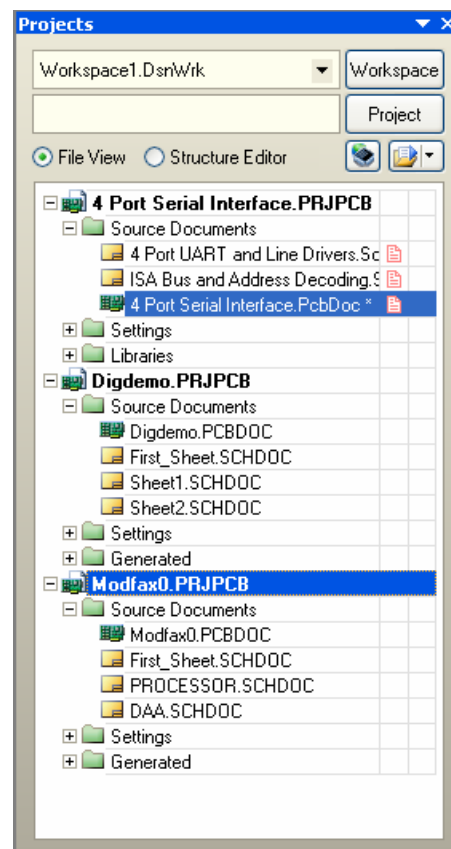 Projects
Workspace1.DsnWrk
Workspace
Project
File View Structure Editor
4 Port Serial Interface.PRJPCB
Source Documents
4 Port UART and Line Drivers.Sc
ISA Bus and Address Decoding.S
4 Port Serial Interface.PcbDoc *
Settings
Libraries
Digdemo.PRJPCB
Source Documents
Digdemo.PCBDOC
First_Sheet.SCHDOC
Sheet1.SCHDOC
Sheet2.SCHDOC
Settings
Generated
Modfax0.PRJPCB
Source Documents
Modfax0.PCBDOC
First_Sheet.SCHDOC
PROCESSOR.SCHDOC
DAA.SCHDOC
Settings
Generated